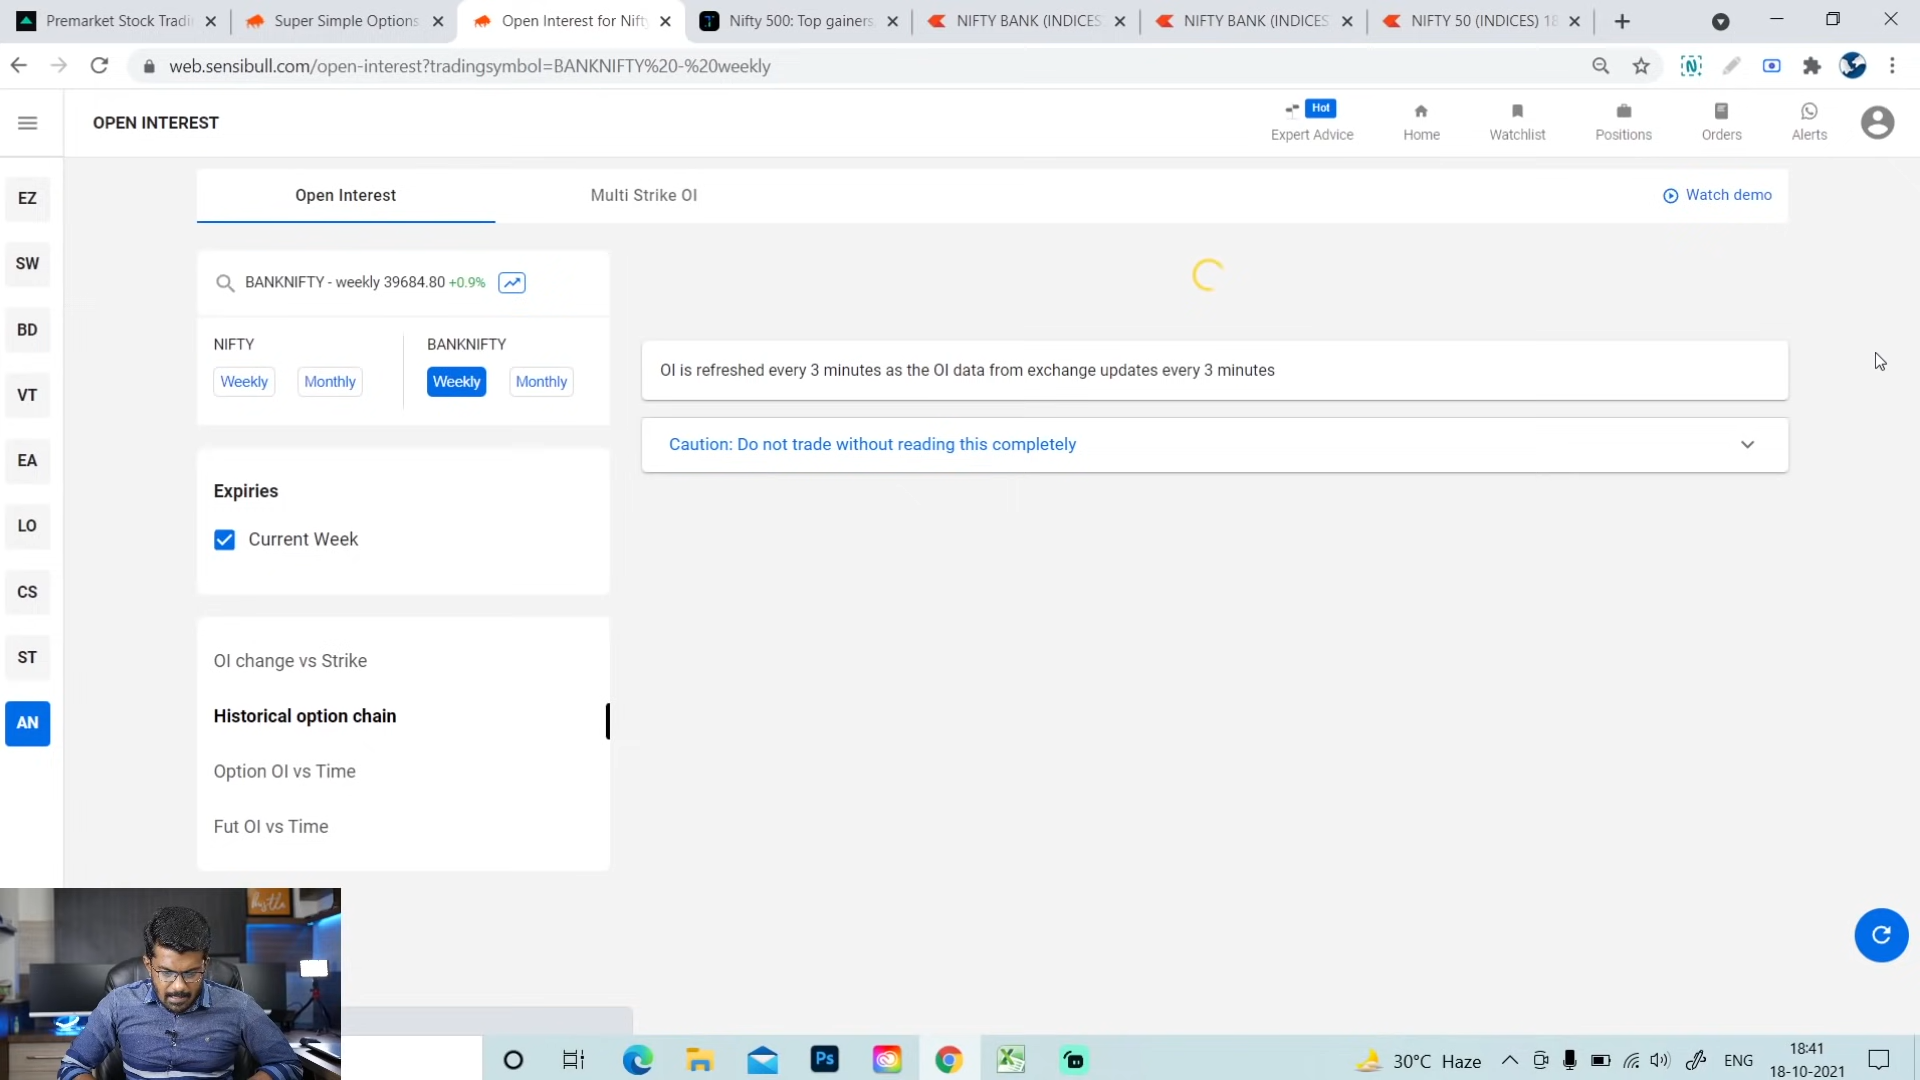 Premarket Stock Tradi
Super Simple Options
Open Interest for Nifty
Nifty 500: Top gainers,
NIFTY BANK (INDICES
NIFTY BANK (INDICES
NIFTY 50 (INDICES) 18
web.sensibull.com/open-interest?tradingsymbol=BANKNIFTY%20-%20weekly
OPEN INTEREST
Hot
Expert Advice
Home
Watchlist
Positions
Orders
Alerts
EZ
SW
BD
VT
EA
LO
CS
ST
AN
Open Interest
Multi Strike OI
Watch demo
BANKNIFTY - weekly 39684.80 +0.9%
NIFTY
BANKNIFTY
Weekly
Monthly
Weekly
Monthly
OI is refreshed every 3 minutes as the OI data from exchange updates every 3 minutes
Caution: Do not trade without reading this completely
Expiries
Current Week
OI change vs Strike
Historical option chain
Option OI vs Time
Fut OI vs Time
hustle
Ps
30°C Haze
ENG
18:41
18-10-2021